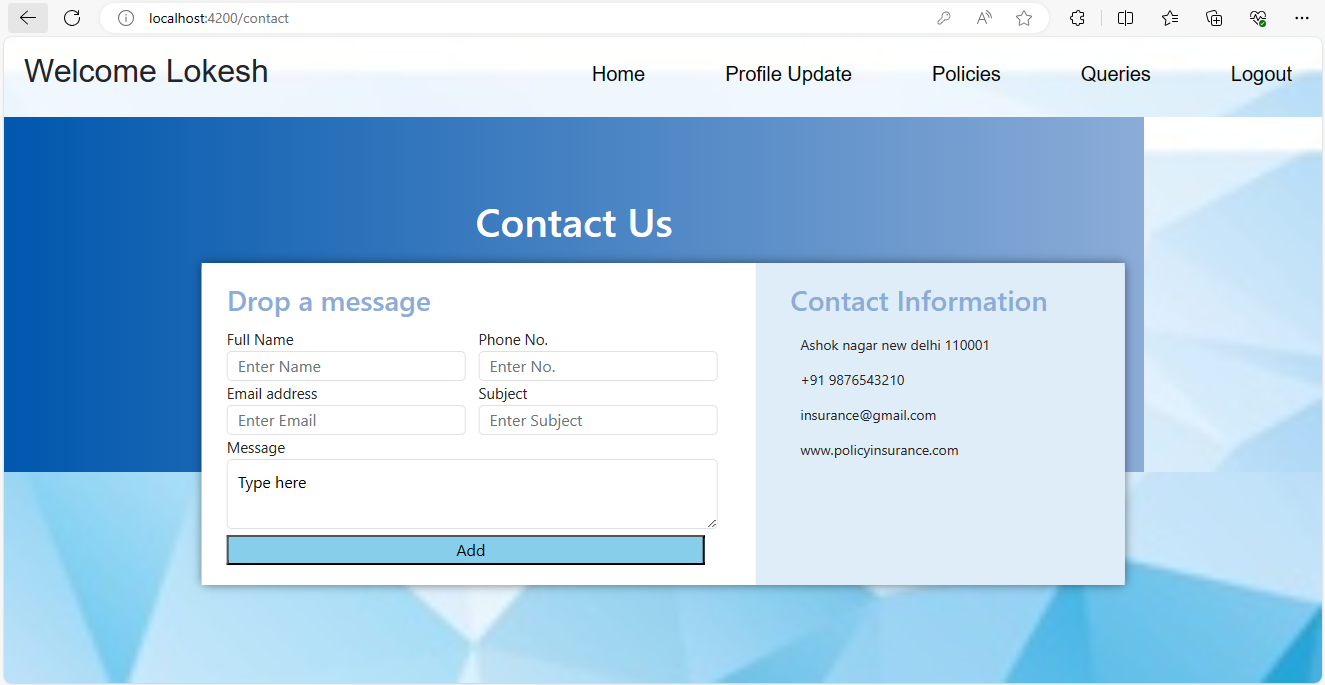 localhost:4200/contact
Welcome Lokesh
Home Profile Update Policies Queries Logout
Contact Us
Drop a message
Full Name Phone No.
Enter Name Enter No.
Email address Subject
Enter Email Enter Subject
Message
Type here
Add
Contact Information
Ashok nagar new delhi 110001
+91 9876543210
insurance@gmail.com
www.policyinsurance.com